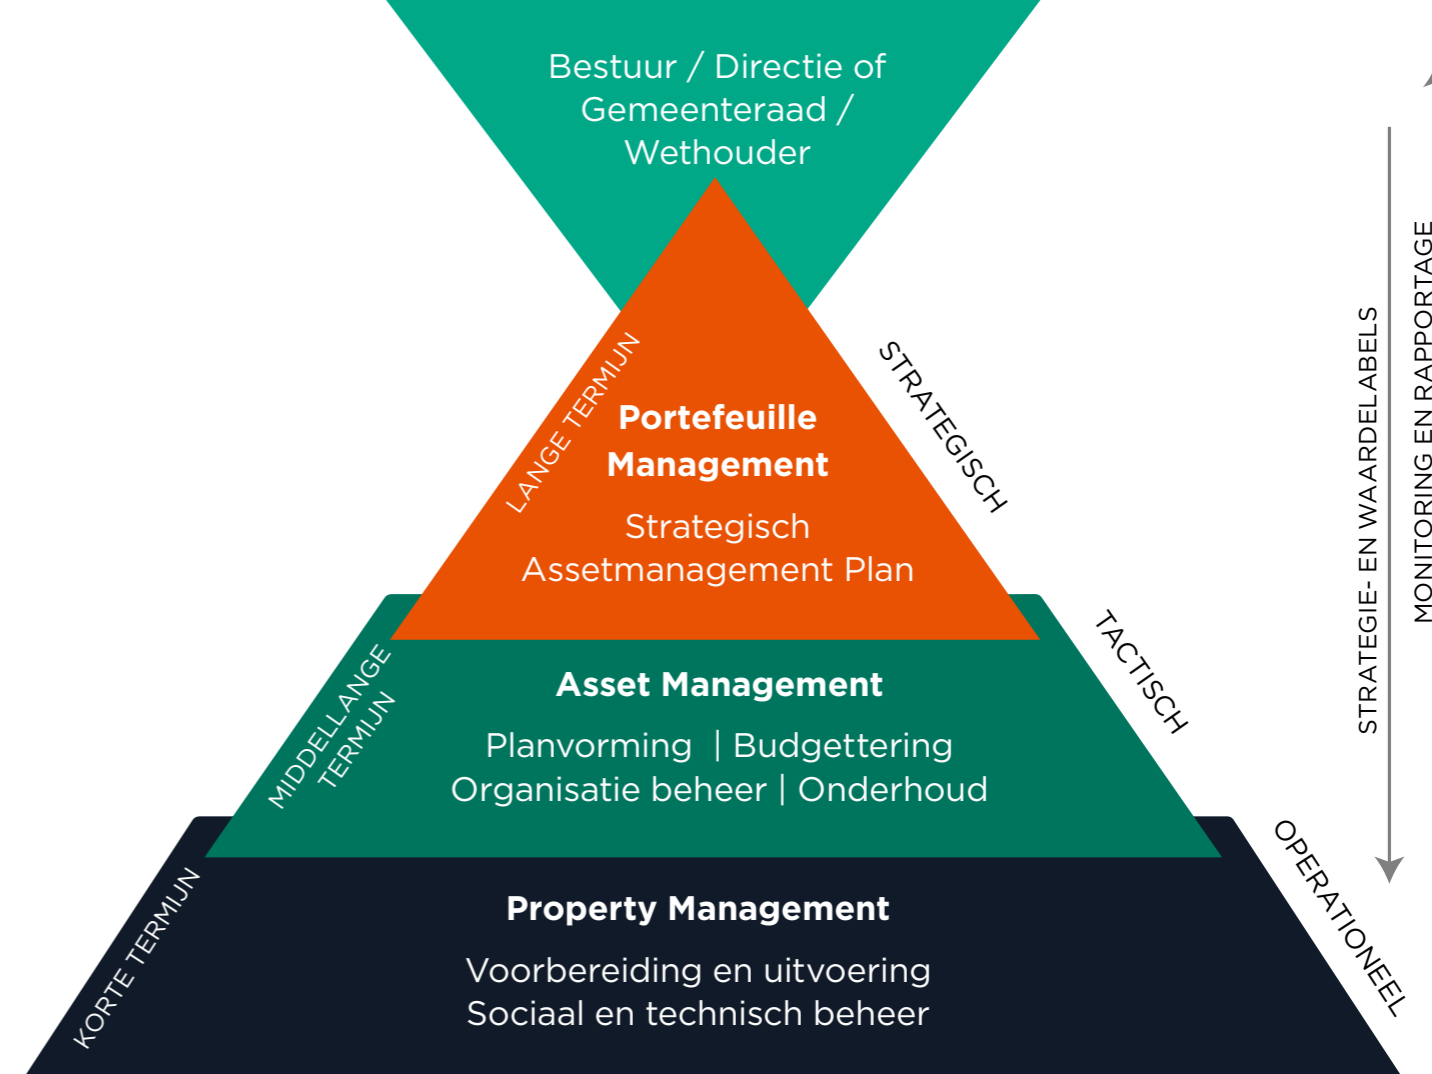 Bestuur / Directie of
Gemeenteraad /
Wethouder
LANGE TERMIJN
STRATEGISCH
Portefeuille
Management
Strategisch
Assetmanagement Plan
MIDDELLANGE
TERMIJN
TACTISCH
Asset Management
Planvorming | Budgettering
Organisatie beheer | Onderhoud
KORTE TERMIJN
OPERATIONEEL
Property Management
Voorbereiding en uitvoering
Sociaal en technisch beheer
STRATEGIE- EN WAARDELABELS
MONITORING EN RAPPORTAGE